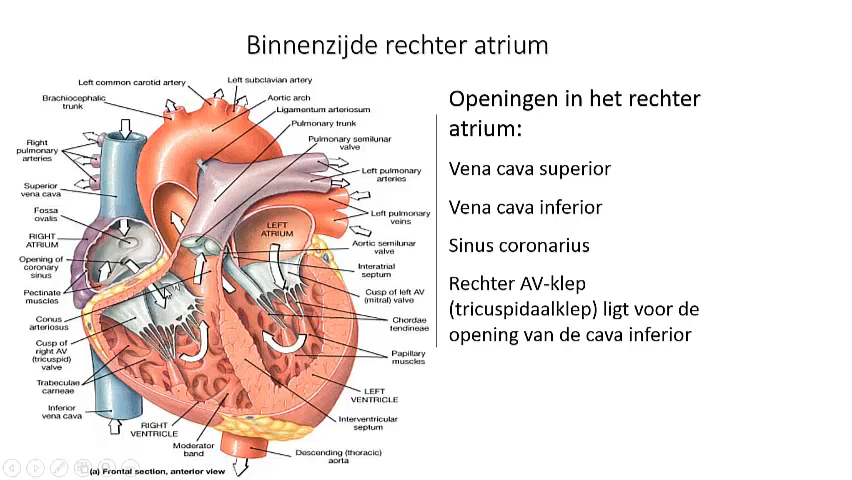 Binnenzijde rechter atrium
Left common carotid artery
Left subclavian artery
Brachiocephalic
trunk
Aortic arch
Ligamentum arteriosum
Pulmonary trunk
Pulmonary semilunar
valve
Right
pulmonary
arteries
Left pulmonary
arteries
Superior
vena cava
Left pulmonary
veins
Fossa
ovalis
LEFT
ATRIUM
RIGHT
ATRIUM
Aortic semilunar
valve
Opening of
coronary
sinus
Interatrial
septum
Pectinate
muscles
Cusp of left AV
(mitral) valve
Conus
arteriosus
Chordae
tendineae
Cusp of
right AV
(tricuspid)
valve
Papillary
muscles
Trabeculae
carneae
LEFT
VENTRICLE
Inferior
vena cava
Interventricular
septum
RIGHT
VENTRICLE
Moderator
band
Descending (thoracic)
aorta
(a) Frontal section, anterior view
Openingen in het rechter
atrium:
Vena cava superior
Vena cava inferior
Sinus coronarius
Rechter AV-klep
(tricuspidaalklep) ligt voor de
opening van de cava inferior